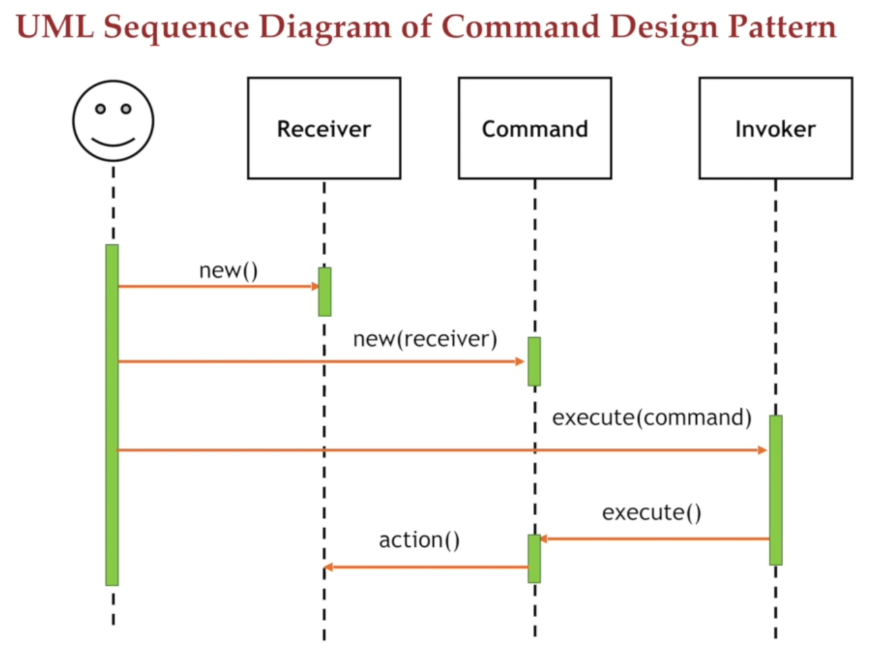 UML Sequence Diagram of Command Design Pattern
Receiver
Command
Invoker
new()
new(receiver)
execute(command)
execute()
action()